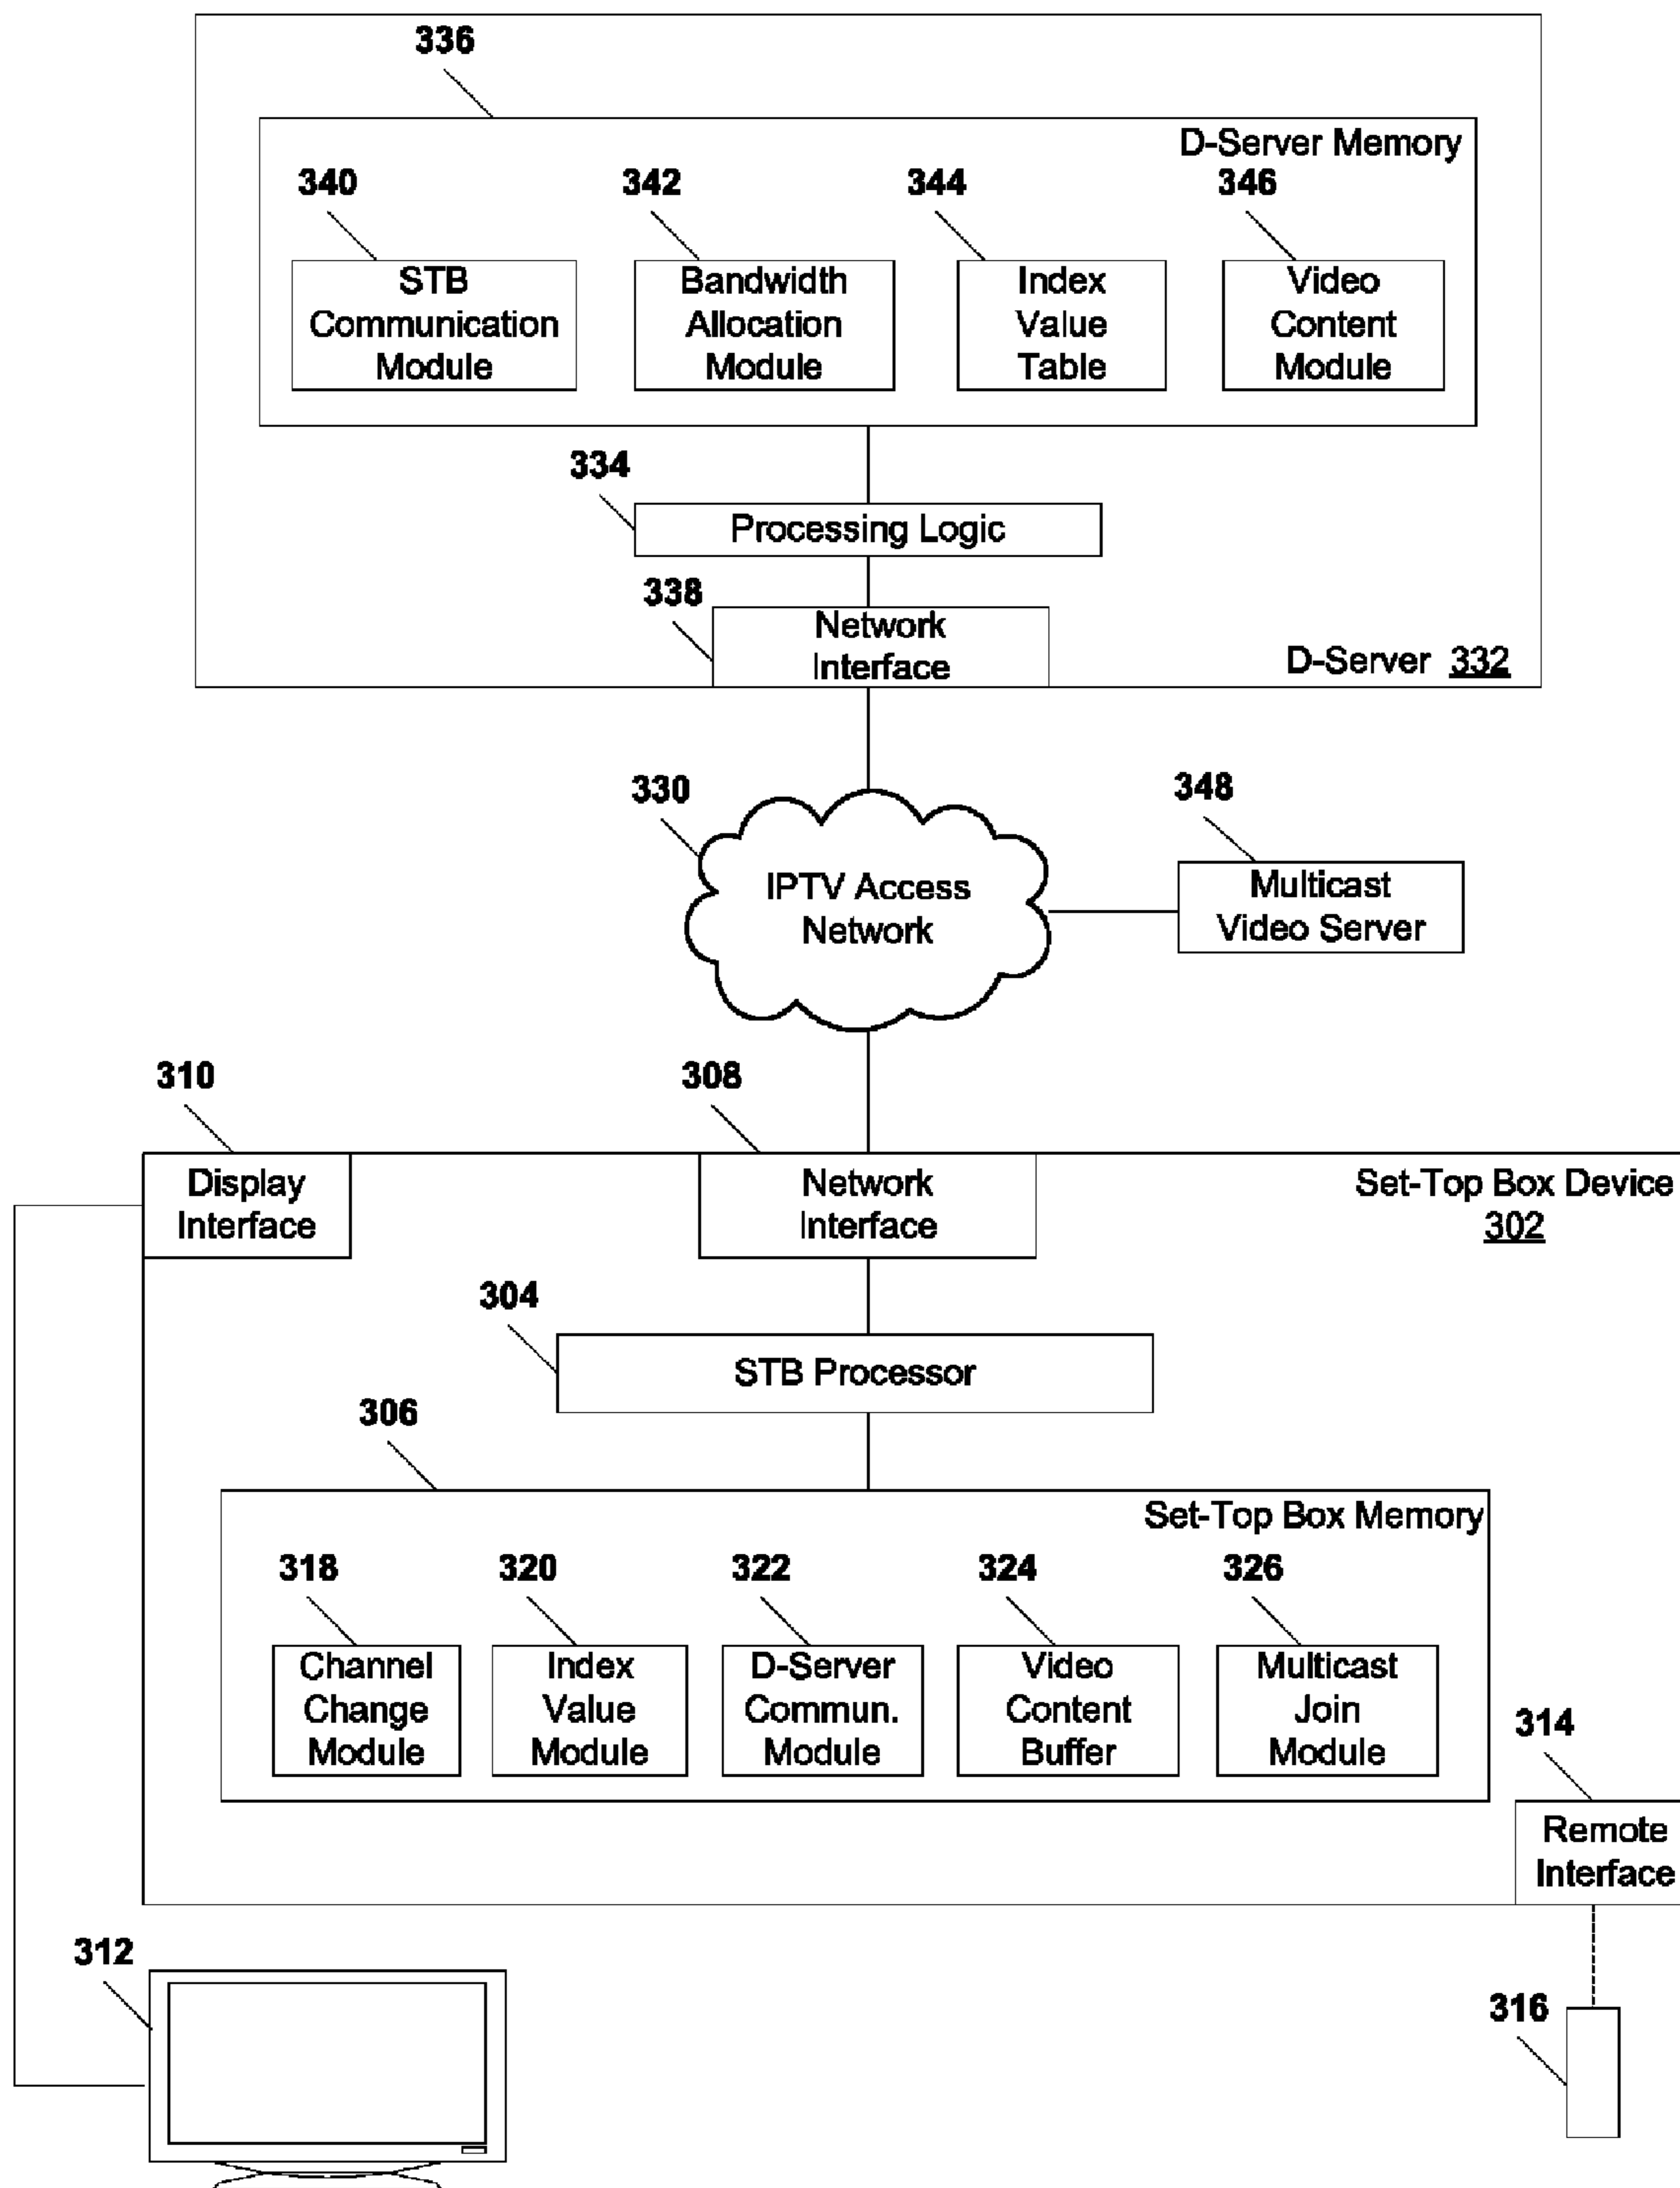 336
D-Server Memory
340
342
344
346
STB
Communication
Module
Bandwidth
Allocation
Module
Index
Value
Table
Video
Content
Module
334
Processing Logic
338
Network
Interface
D-Server 332
330
348
IPTV Access
Network
Multicast
Video Server
310
308
Display
Interface
Network
Interface
Set-Top Box Device
302
304
STB Processor
306
Set-Top Box Memory
318
320
322
324
326
Channel
Change
Module
Index
Value
Module
D-Server
Commun.
Module
Video
Content
Buffer
Multicast
Join
Module
314
Remote
Interface
312
316